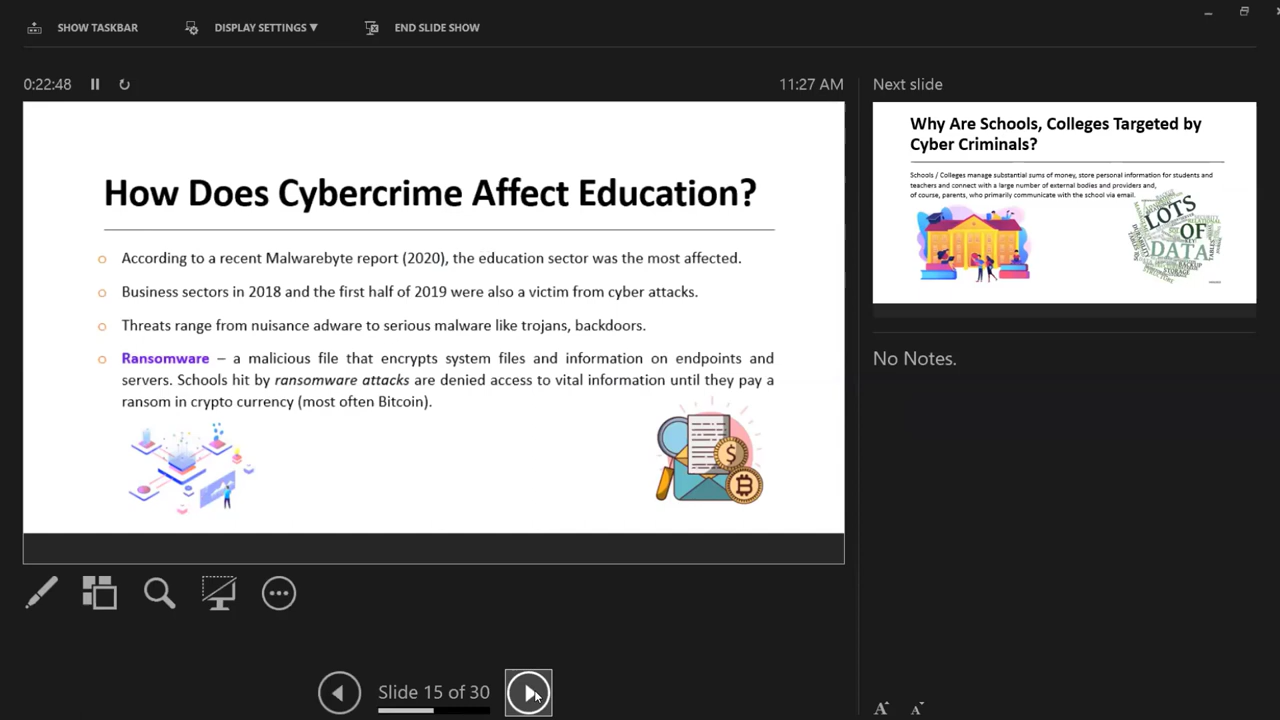 SHOW TASKBAR
DISPLAY SETTINGS ▼
END SLIDE SHOW
0:22:48
11:27 AM
How Does Cybercrime Affect Education?
According to a recent Malwarebyte report (2020), the education sector was the most affected.
Business sectors in 2018 and the first half of 2019 were also a victim from cyber attacks.
Threats range from nuisance adware to serious malware like trojans, backdoors.
Ransomware – a malicious file that encrypts system files and information on endpoints and
servers. Schools hit by ransomware attacks are denied access to vital information until they pay a
ransom in crypto currency (most often Bitcoin).
Slide 15 of 30
Next slide
Why Are Schools, Colleges Targeted by
Cyber Criminals?
Schools / Colleges manage substantial sums of money, store personal information for students and
teachers and connect with a large number of external bodies and providers and,
of course, parents, who primarily communicate with the school via email.
LOTS
OF
DATA
BACKUP
STORAGE
No Notes.
A
A